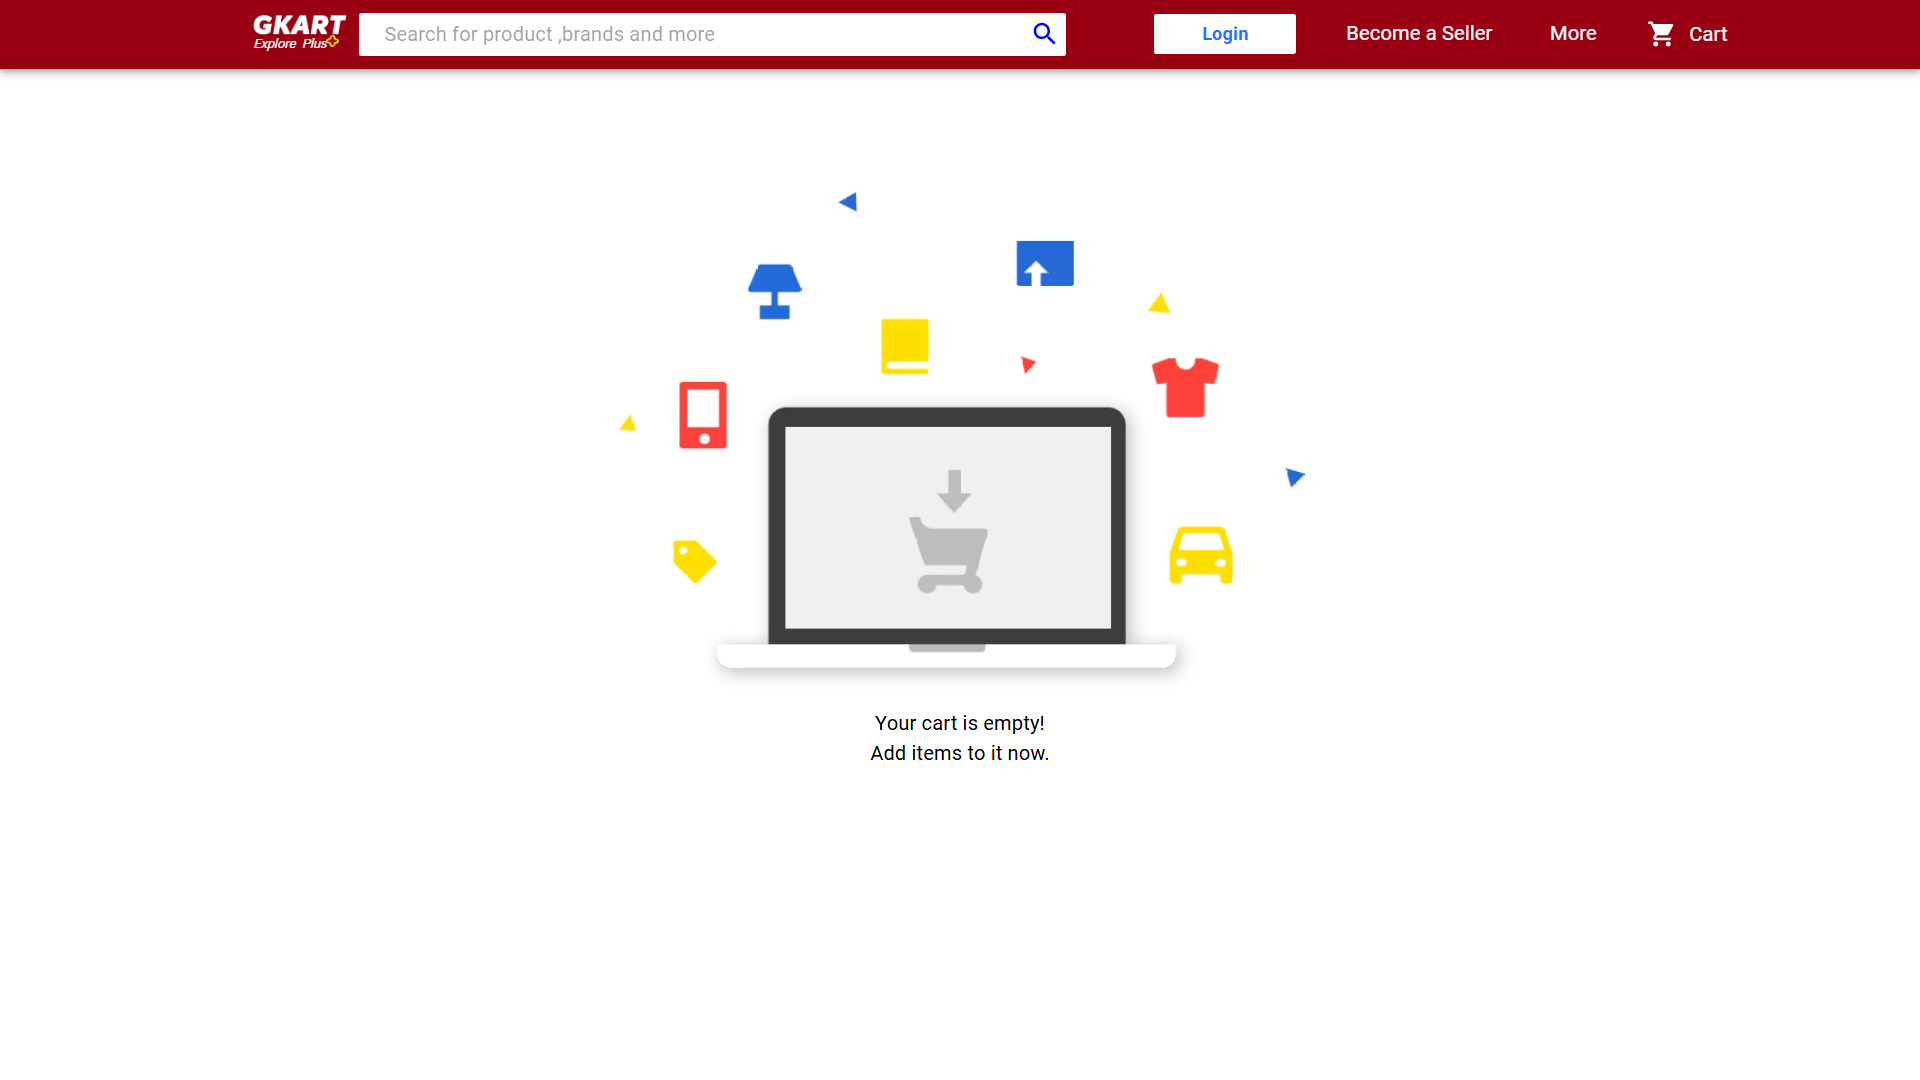 GKART
Explore Plus
Search for product ,brands and more
Login
Become a Seller
More
Cart
Your cart is empty!
Add items to it now.